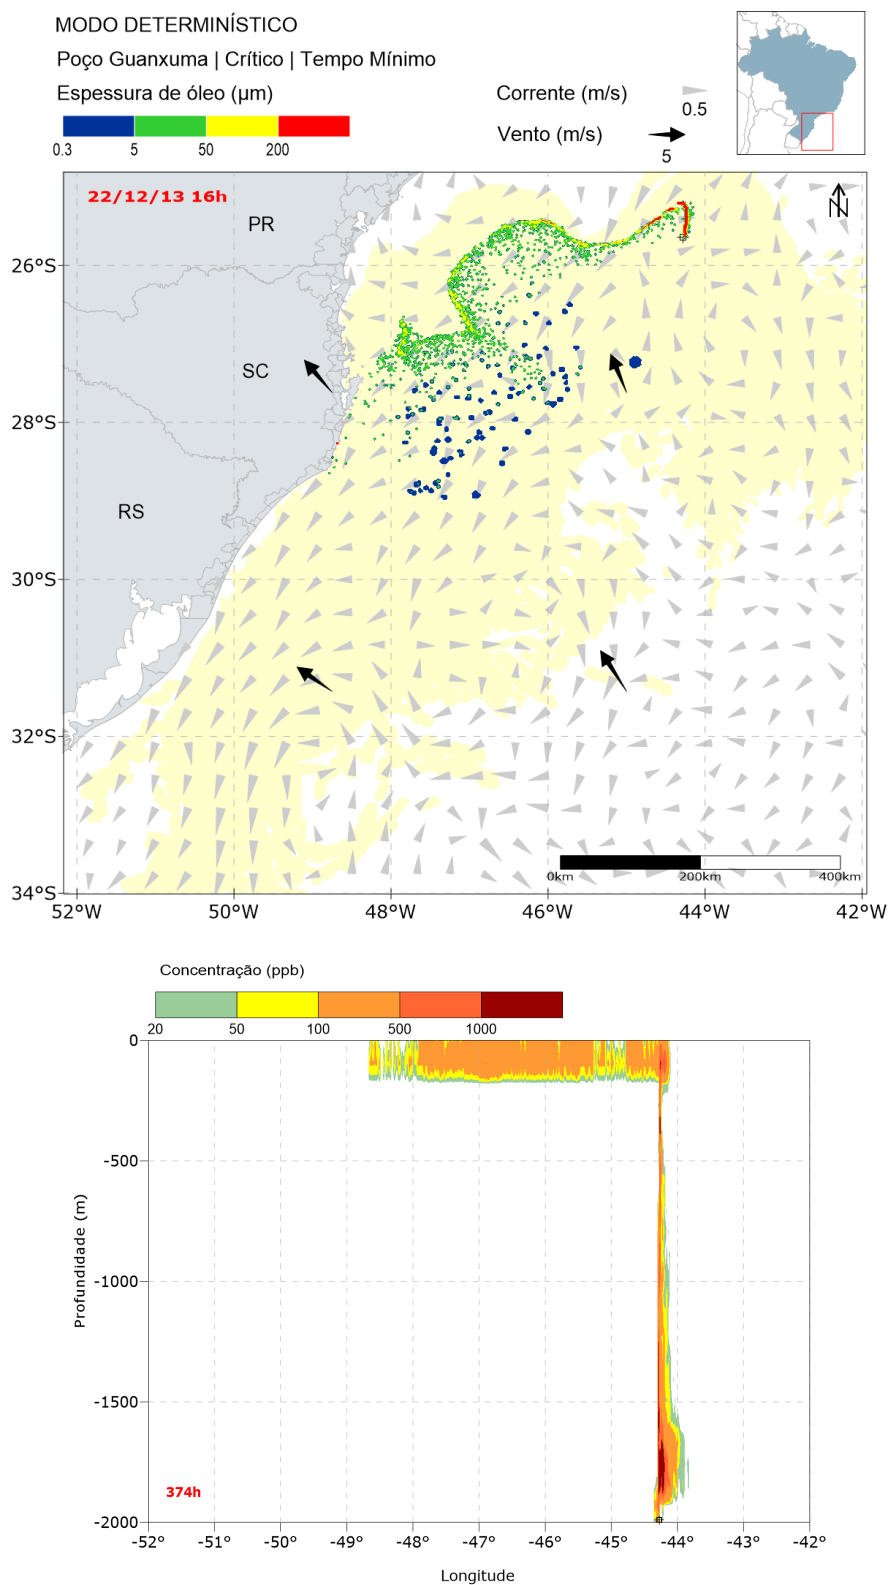 MODO DETERMINÍSTICO
Poço Guanxuma | Crítico | Tempo Mínimo
Espessura de óleo (μm)
0.3 5 50 200
Corrente (m/s)
0.5
Vento (m/s)
5
22/12/13 16h
N
PR
SC
RS
26°S
28°S
30°S
32°S
34°S
0km 200km 400km
52°W 50°W 48°W 46°W 44°W 42°W
Concentração (ppb)
20 50 100 500 1000
0
-500
-1000
-1500
-2000
Profundidade (m)
374h
-52° -51° -50° -49° -48° -47° -46° -45° -44° -43° -42°
Longitude